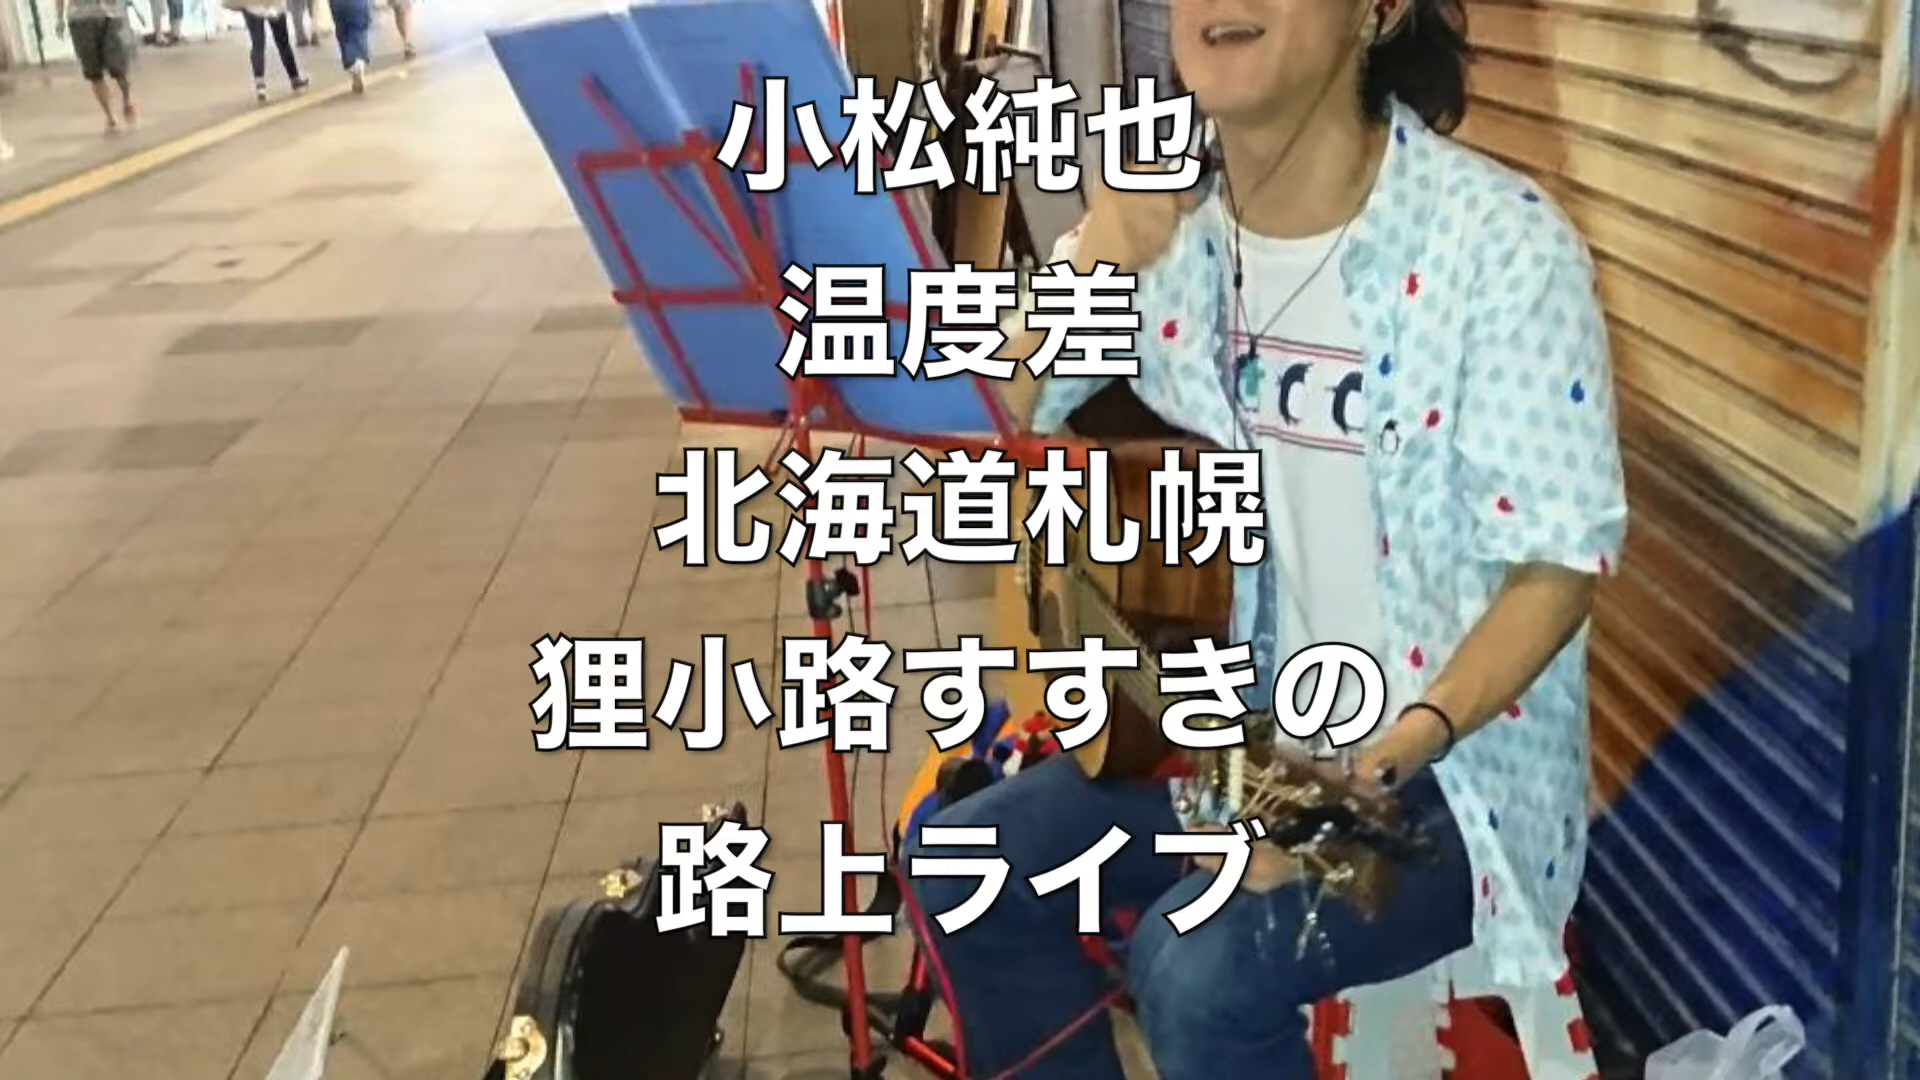 小松純也
温度差
北海道札幌
狸小路すすきの
路上ライブ